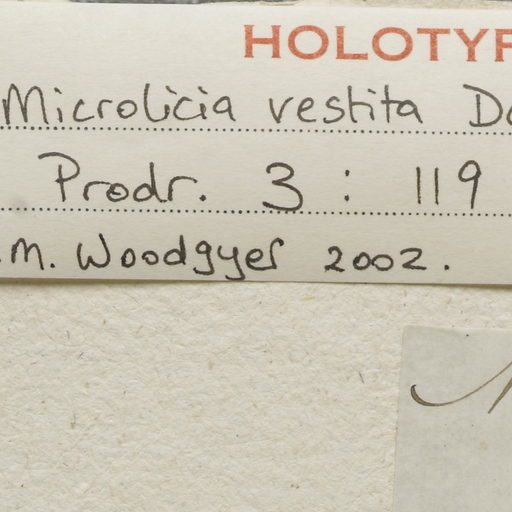 HOLOTYP
Microlicia vestita D
Prodr. 3 : 119
.M. Woodgyer 2002.